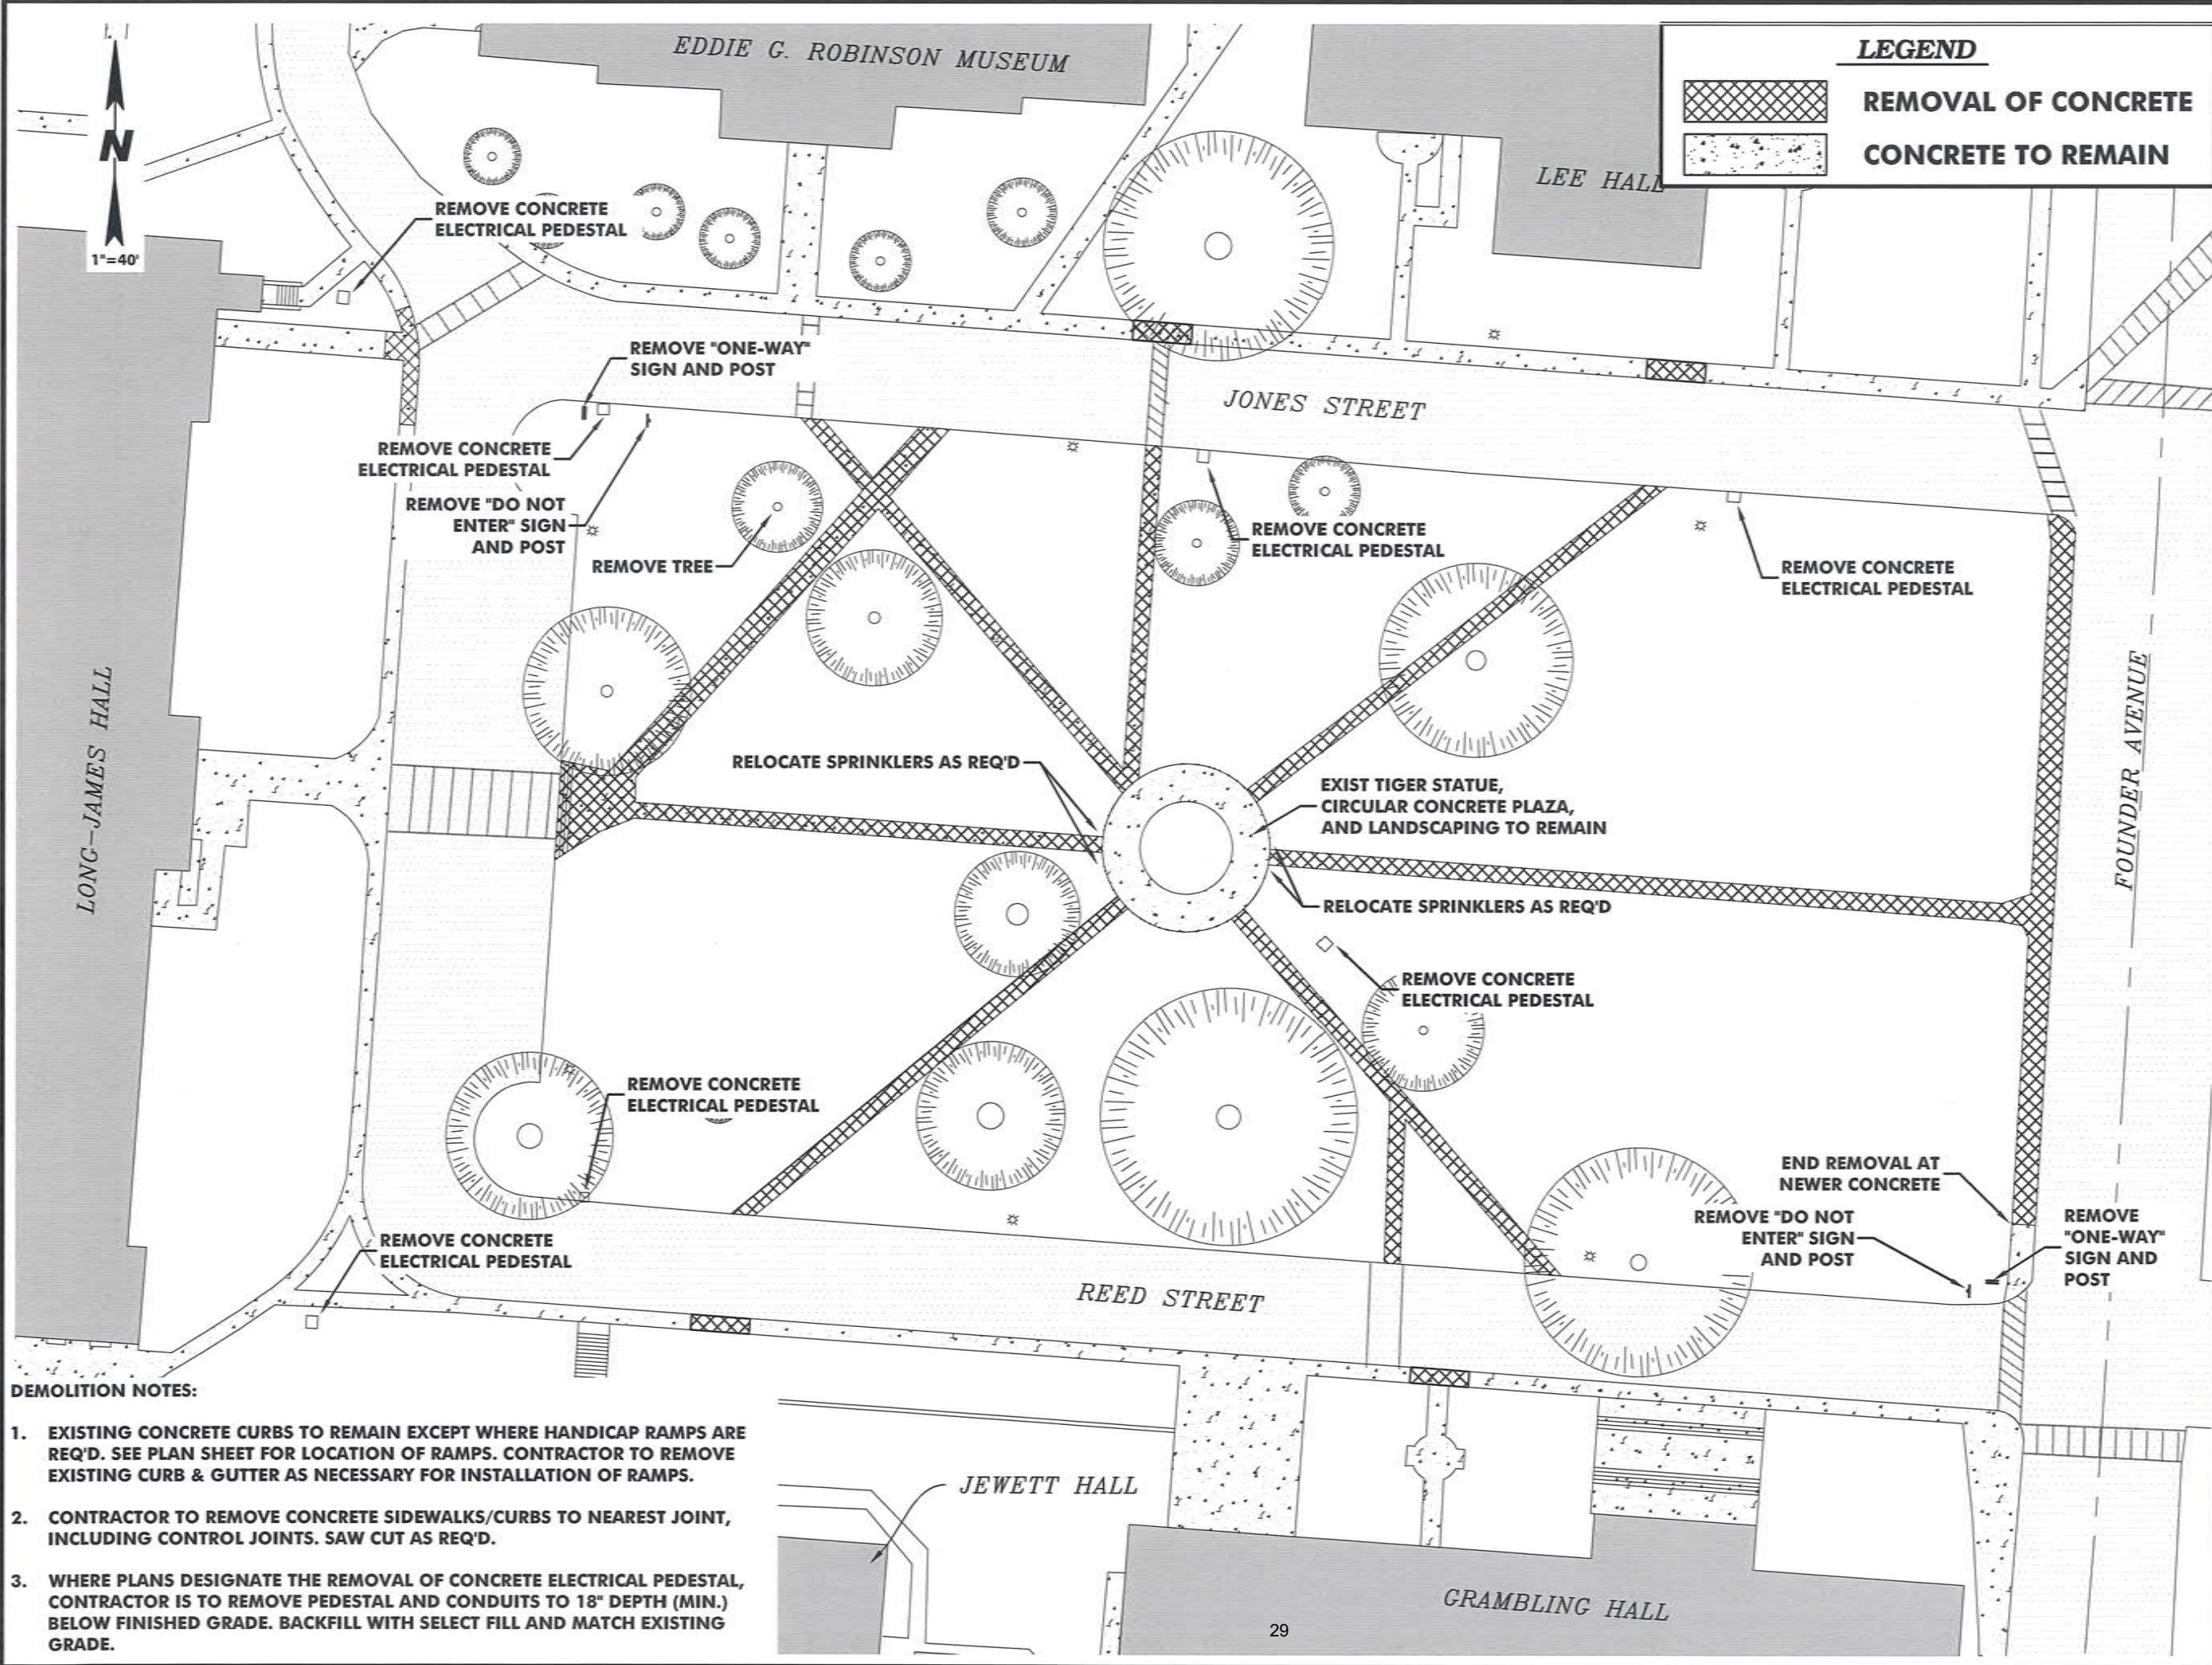 EDDIE G. ROBINSON MUSEUM
LEGEND
REMOVAL OF CONCRETE
CONCRETE TO REMAIN
N
1"=40'
LEE HALL
REMOVE CONCRETE
ELECTRICAL PEDESTAL
REMOVE "ONE-WAY"
SIGN AND POST
JONES STREET
REMOVE CONCRETE
ELECTRICAL PEDESTAL
REMOVE "DO NOT
ENTER" SIGN
AND POST
REMOVE TREE
REMOVE CONCRETE
ELECTRICAL PEDESTAL
REMOVE CONCRETE
ELECTRICAL PEDESTAL
LONG-JAMES HALL
FOUNDER AVENUE
RELOCATE SPRINKLERS AS REQ'D
EXIST TIGER STATUE,
CIRCULAR CONCRETE PLAZA,
AND LANDSCAPING TO REMAIN
RELOCATE SPRINKLERS AS REQ'D
REMOVE CONCRETE
ELECTRICAL PEDESTAL
REMOVE CONCRETE
ELECTRICAL PEDESTAL
END REMOVAL AT
NEWER CONCRETE
REMOVE "DO NOT
ENTER" SIGN
AND POST
REMOVE
"ONE-WAY"
SIGN AND
POST
REMOVE CONCRETE
ELECTRICAL PEDESTAL
REED STREET
DEMOLITION NOTES:
1. EXISTING CONCRETE CURBS TO REMAIN EXCEPT WHERE HANDICAP RAMPS ARE
REQ'D. SEE PLAN SHEET FOR LOCATION OF RAMPS. CONTRACTOR TO REMOVE
EXISTING CURB & GUTTER AS NECESSARY FOR INSTALLATION OF RAMPS.
2. CONTRACTOR TO REMOVE CONCRETE SIDEWALKS/CURBS TO NEAREST JOINT,
INCLUDING CONTROL JOINTS. SAW CUT AS REQ'D.
3. WHERE PLANS DESIGNATE THE REMOVAL OF CONCRETE ELECTRICAL PEDESTAL,
CONTRACTOR IS TO REMOVE PEDESTAL AND CONDUITS TO 18" DEPTH (MIN.)
BELOW FINISHED GRADE. BACKFILL WITH SELECT FILL AND MATCH EXISTING
GRADE.
JEWETT HALL
GRAMBLING HALL
29